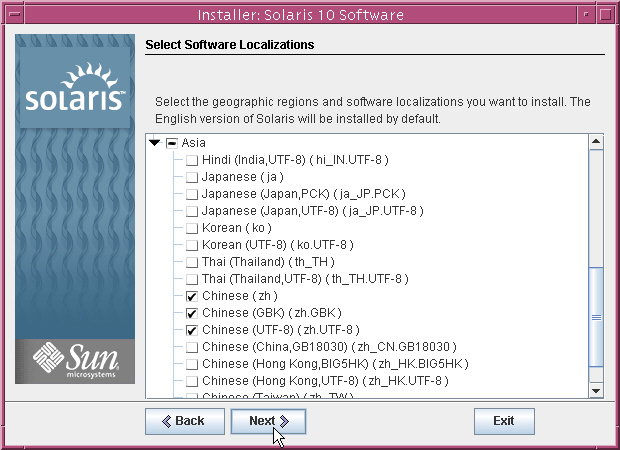 Installer: Solaris 10 Software
Select Software Localizations
solaris™
Select the geographic regions and software localizations you want to install. The
English version of Solaris will be installed by default.
Asia
Hindi (India,UTF-8) ( hi_IN.UTF-8 )
Japanese ( ja )
Japanese (Japan,PCK) ( ja_JP.PCK )
Japanese (Japan,UTF-8) ( ja_JP.UTF-8 )
Korean ( ko )
Korean (UTF-8) ( ko.UTF-8 )
Thai (Thailand) ( th_TH )
Thai (Thailand,UTF-8) ( th_TH.UTF-8 )
Chinese ( zh )
Chinese (GBK) ( zh.GBK )
Chinese (UTF-8) ( zh.UTF-8 )
Chinese (China,GB18030) ( zh_CN.GB18030 )
Chinese (Hong Kong,BIG5HK) ( zh_HK.BIG5HK )
Chinese (Hong Kong,UTF-8) ( zh_HK.UTF-8 )
Chinese (Taiwan) ( zh_TW )
Sun
microsystems
Back
Next
Exit